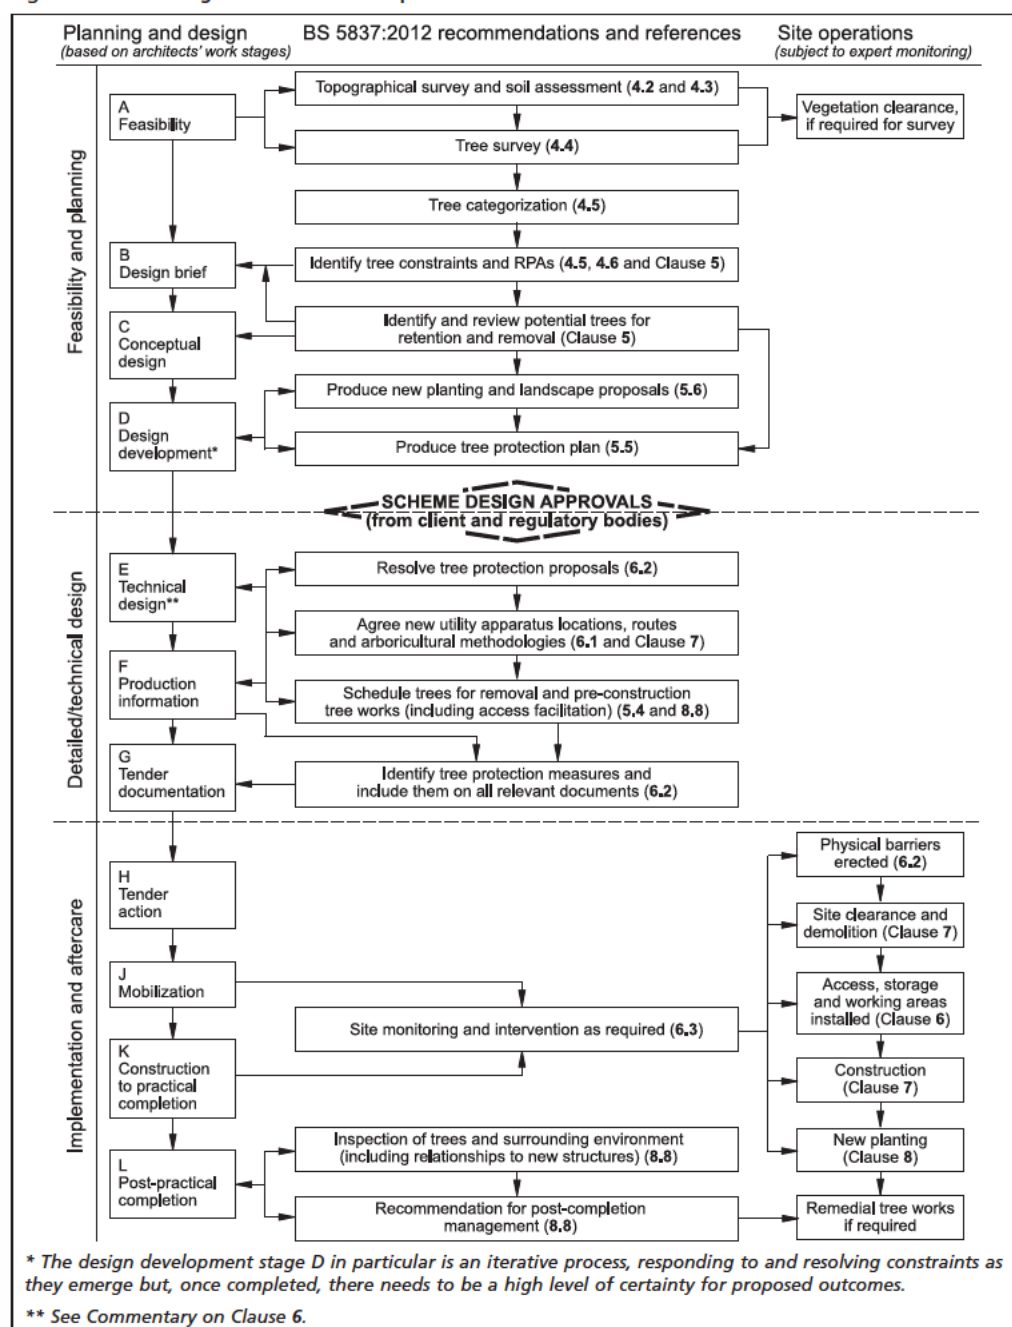 Planning and design
(based on architects' work stages)
BS 5837:2012 recommendations and references
Site operations
(subject to expert monitoring)
Feasibility and planning
A
Feasibility
Topographical survey and soil assessment (4.2 and 4.3)
Vegetation clearance,
if required for survey
Tree survey (4.4)
Tree categorization (4.5)
B
Design brief
Identify tree constraints and RPAs (4.5, 4.6 and Clause 5)
C
Conceptual
design
Identify and review potential trees for
retention and removal (Clause 5)
Produce new planting and landscape proposals (5.6)
D
Design
development*
Produce tree protection plan (5.5)
SCHEME DESIGN APPROVALS
(from client and regulatory bodies)
Detailed/technical design
E
Technical
design**
Resolve tree protection proposals (6.2)
Agree new utility apparatus locations, routes
and arboricultural methodologies (6.1 and Clause 7)
F
Production
information
Schedule trees for removal and pre-construction
tree works (including access facilitation) (5.4 and 8.8)
G
Tender
documentation
Identify tree protection measures and
include them on all relevant documents (6.2)
Implementation and aftercare
H
Tender
action
Physical barriers
erected (6.2)
Site clearance and
demolition (Clause 7)
J
Mobilization
Access, storage
and working areas
installed (Clause 6)
Site monitoring and intervention as required (6.3)
K
Construction
to practical
completion
Construction
(Clause 7)
New planting
(Clause 8)
L
Post-practical
completion
Inspection of trees and surrounding environment
(including relationships to new structures) (8.8)
Recommendation for post-completion
management (8.8)
Remedial tree works
if required
* The design development stage D in particular is an iterative process, responding to and resolving constraints as
they emerge but, once completed, there needs to be a high level of certainty for proposed outcomes.
** See Commentary on Clause 6.